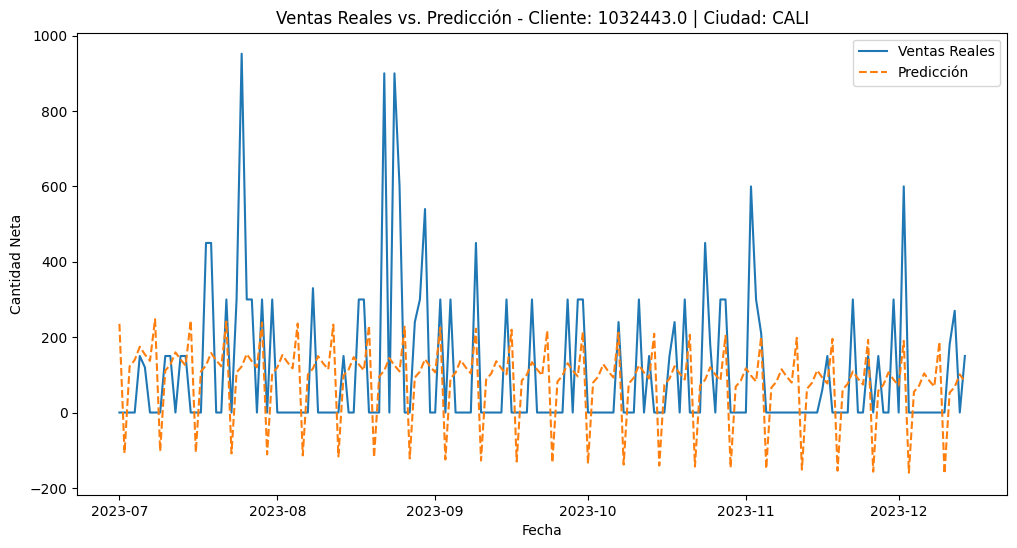 Ventas Reales vs. Predicción - Cliente: 1032443.0 | Ciudad: CALI
Ventas Reales
Predicción
Cantidad Neta
1000
800
600
400
200
0
−200
2023-07
2023-08
2023-09
2023-10
2023-11
2023-12
Fecha